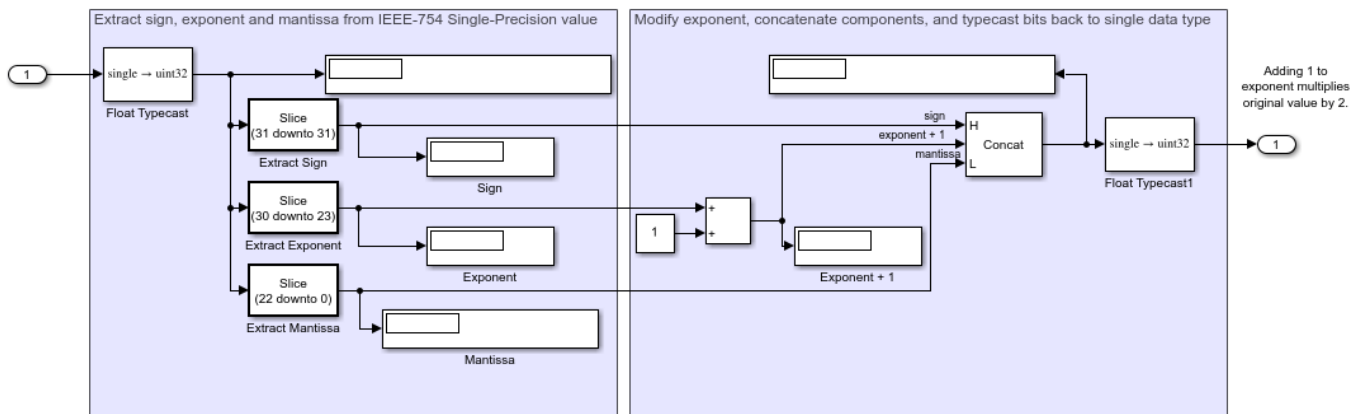 Extract sign, exponent and mantissa from IEEE-754 Single-Precision value
1
single → uint32
Float Typecast
Slice
(31 downto 31)
Extract Sign
Sign
Slice
(30 downto 23)
Extract Exponent
Exponent
Slice
(22 downto 0)
Extract Mantissa
Mantissa
Modify exponent, concatenate components, and typecast bits back to single data type
sign
exponent + 1
mantissa
H
L
Concat
1
+
+
Exponent + 1
single → uint32
Float Typecast1
Adding 1 to
exponent multiplies
original value by 2.
1